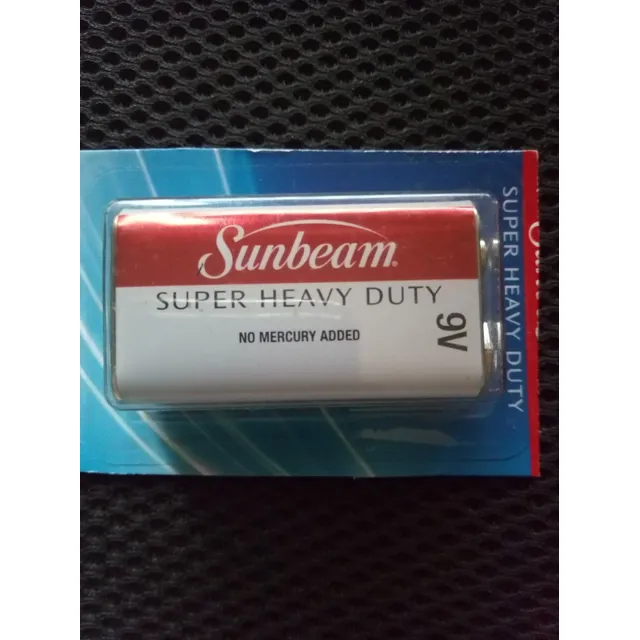 Sunbeam®
SUPER HEAVY DUTY
NO MERCURY ADDED
9V
SUPER HEAVY DUTY